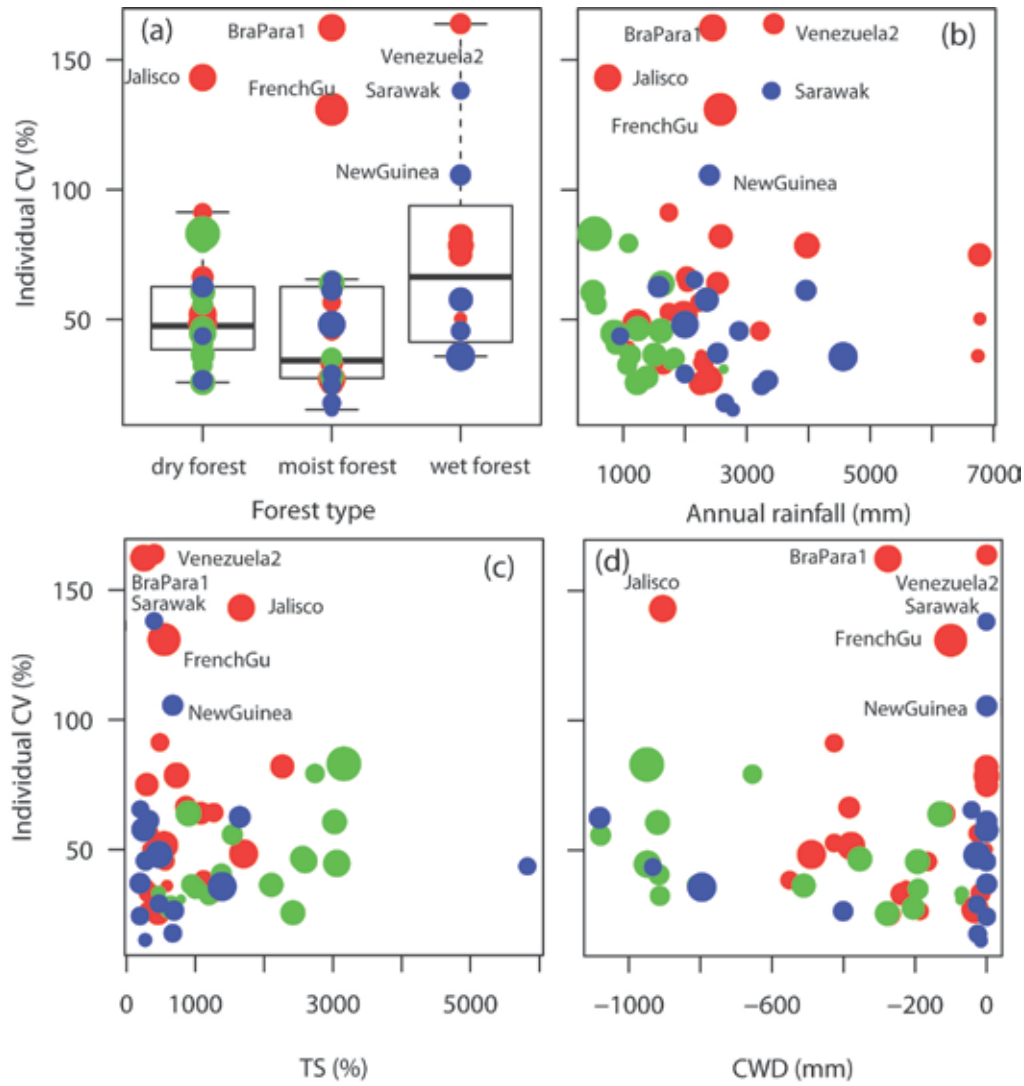 (a)
BraPara1
Jalisco
FrenchGu
Venezuela2
Sarawak
NewGuinea
Individual CV (%)
150
100
50
dry forest moist forest wet forest
Forest type
(b)
BraPara1
Venezuela2
Jalisco
Sarawak
FrenchGu
NewGuinea
1000 3000 5000 7000
Annual rainfall (mm)
(c)
Venezuela2
BraPara1
Sarawak
Jalisco
FrenchGu
NewGuinea
Individual CV (%)
150
100
50
0 1000 3000 5000
TS (%)
(d)
BraPara1
Jalisco
Venezuela2
Sarawak
FrenchGu
NewGuinea
−1000 −600 −200 0
CWD (mm)